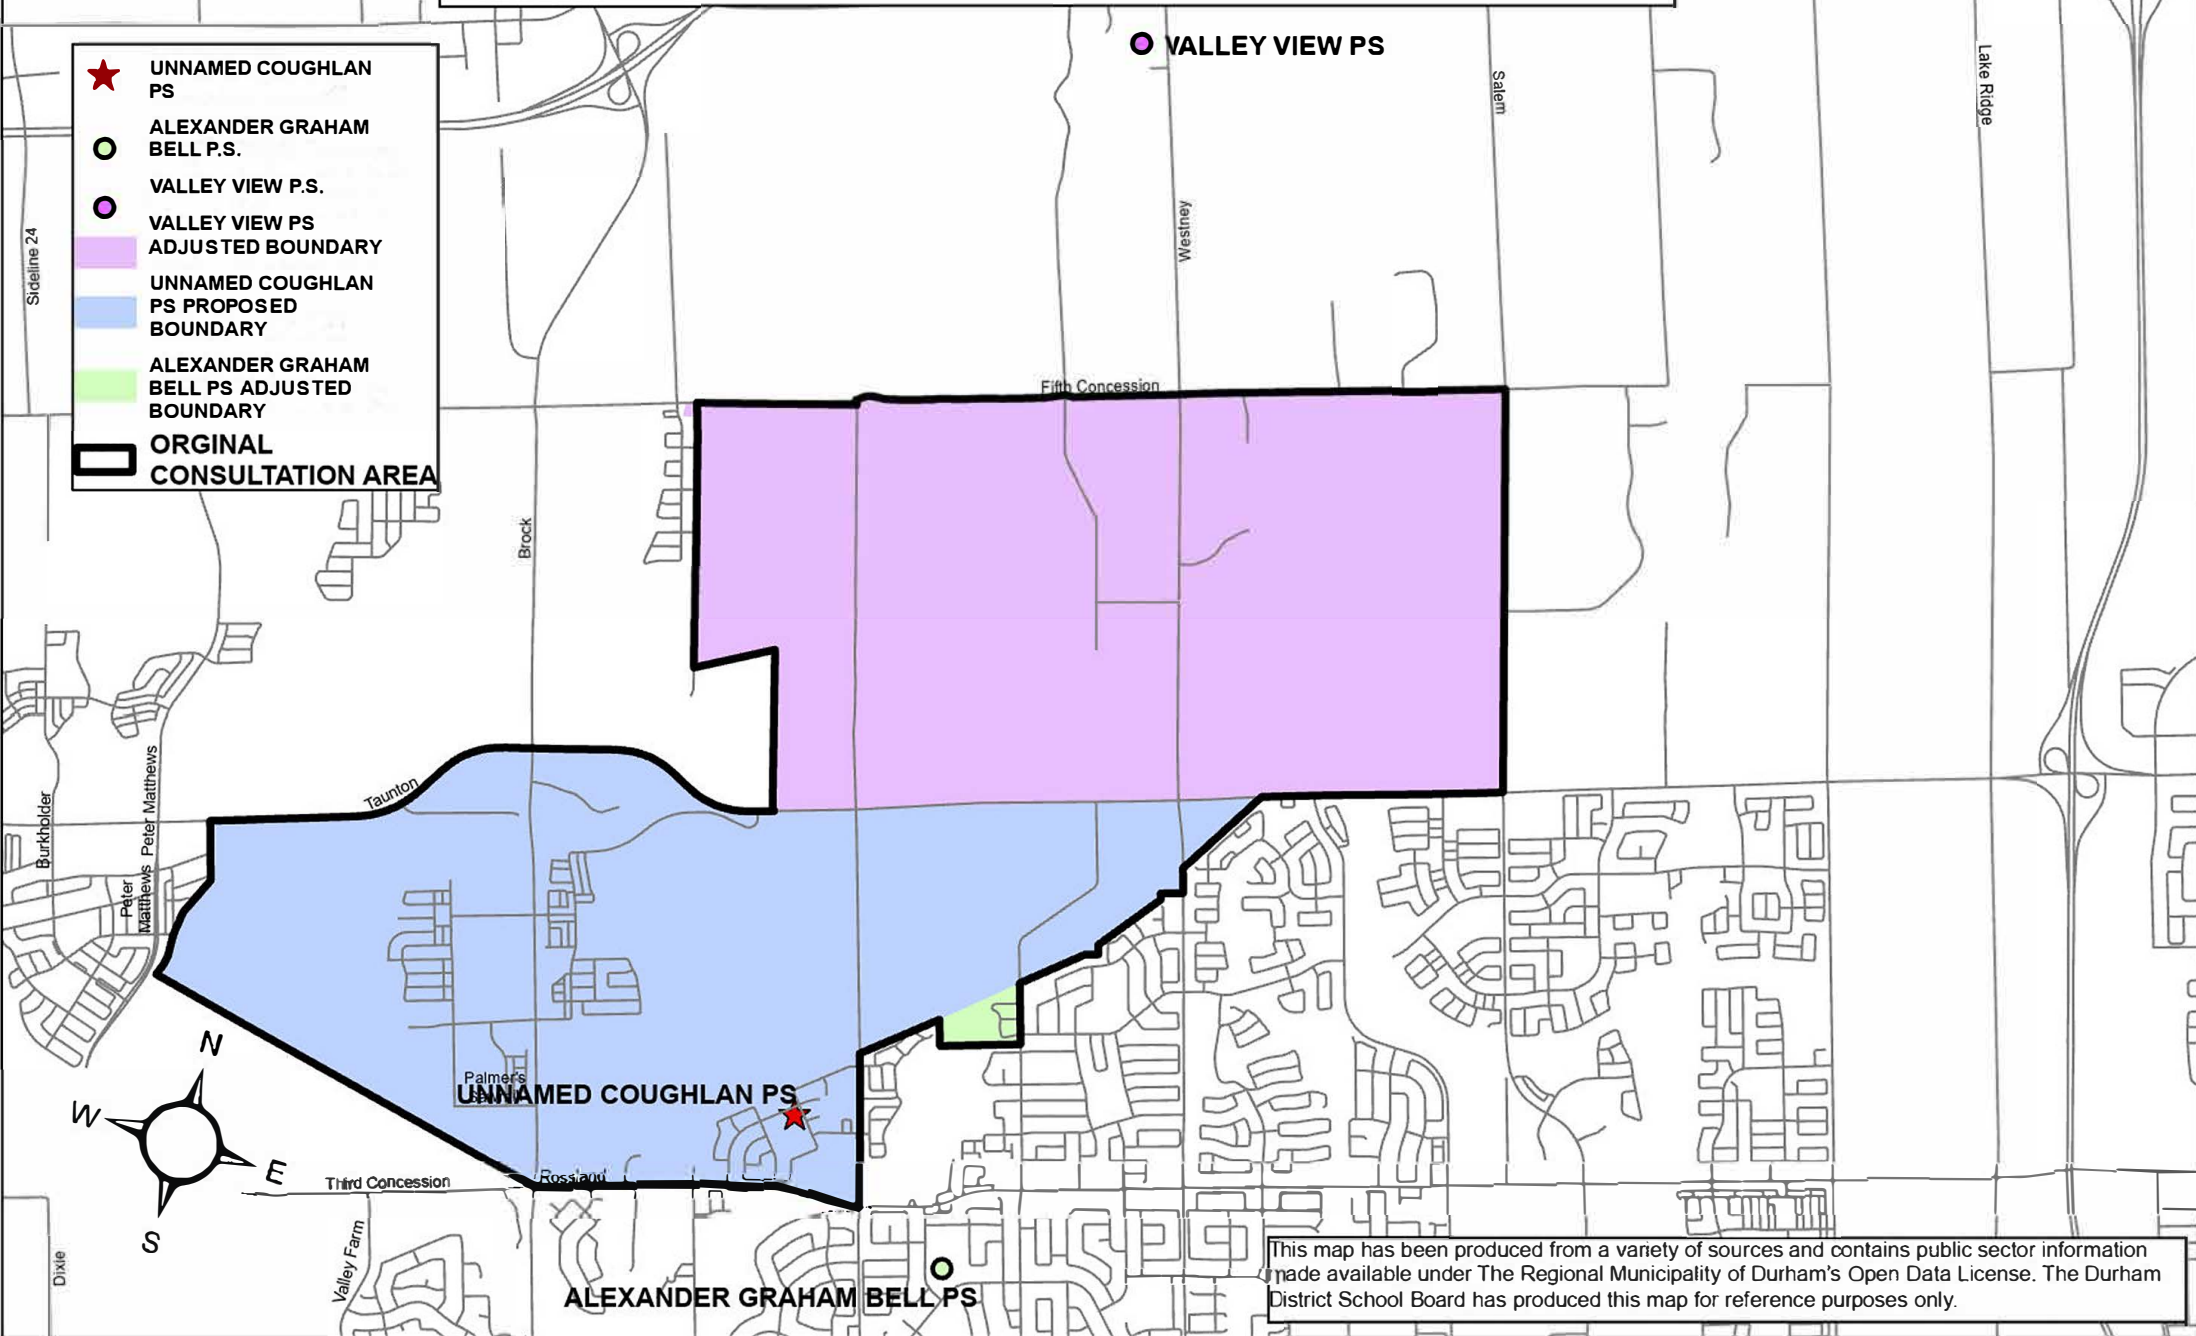 UNNAMED COUGHLAN
PS
ALEXANDER GRAHAM
BELL P.S.
VALLEY VIEW P.S.
VALLEY VIEW PS
ADJUSTED BOUNDARY
UNNAMED COUGHLAN
PS PROPOSED
BOUNDARY
ALEXANDER GRAHAM
BELL PS ADJUSTED
BOUNDARY
ORGINAL
CONSULTATION AREA
VALLEY VIEW PS
Salem
Lake Ridge
Westney
Sideline 24
Fifth Concession
Brock
Taunton
Burkholder
Peter Matthews
Peter
Matthews
N
W
E
S
Palmer's
UNNAMED COUGHLAN PS
Third Concession
Rossland
Valley Farm
Dixie
ALEXANDER GRAHAM BELL PS
This map has been produced from a variety of sources and contains public sector information
made available under The Regional Municipality of Durham's Open Data License. The Durham
District School Board has produced this map for reference purposes only.